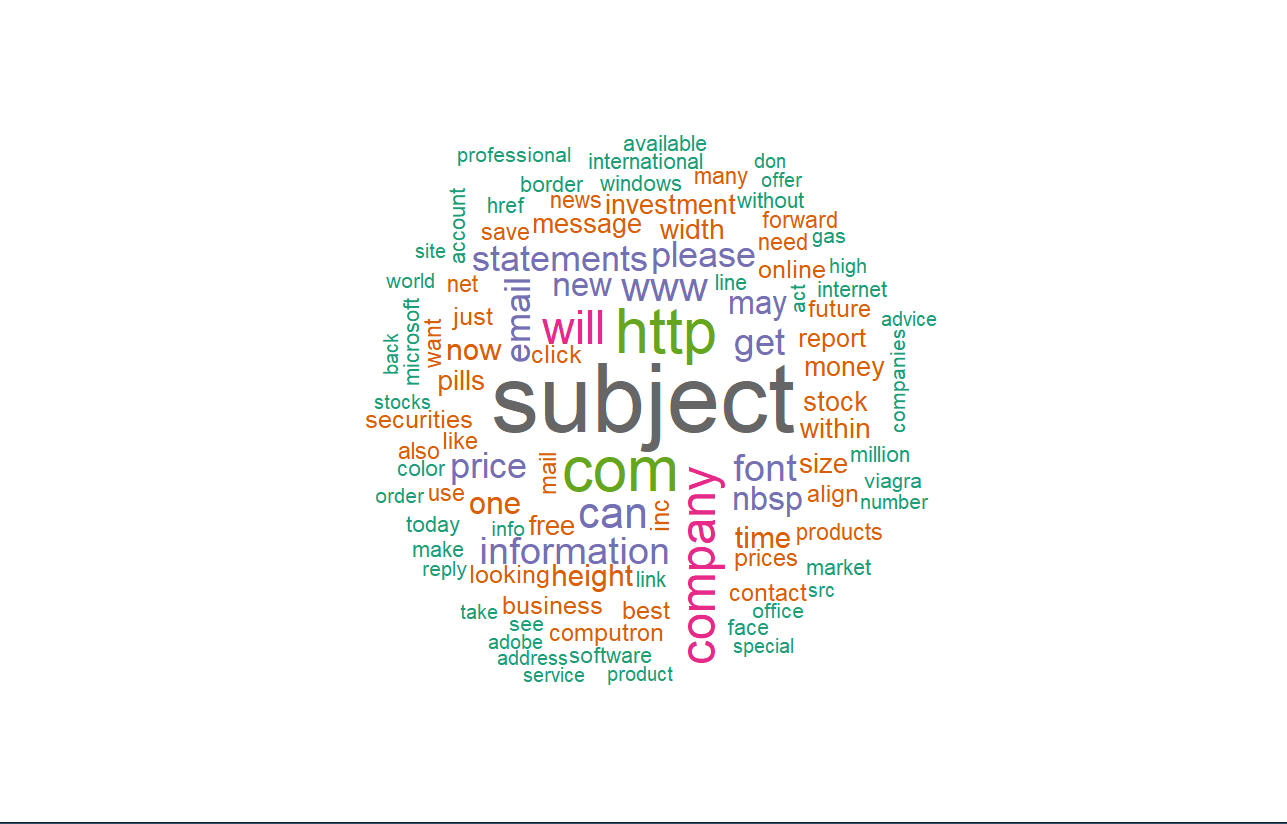 available
professional
international
don
many
offer
border
windows
account
news
investment
without
href
message
width
forward
save
need
gas
site
statements
please
online
high
world
net
email
new
www
line
may
act
internet
microsoft
just
will
http
future
advice
back
want
now
click
get
report
companies
pills
subject
money
stocks
stock
securities
within
also
like
color
price
mail
com
company
font
size
million
viagra
order
use
one
can
inc
nbsp
align
number
today
info
free
time
products
make
information
prices
reply
looking
height
link
market
contact
src
take
business
best
office
see
computron
face
adobe
special
address
software
service
product